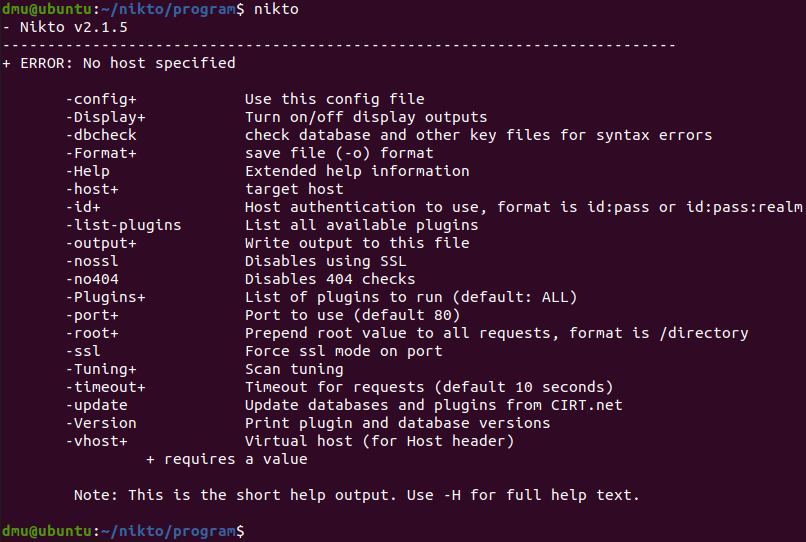 dmu@ubuntu:~/nikto/program$ nikto
- Nikto v2.1.5
---------------------------------------------------------------------------
+ ERROR: No host specified
-config+ Use this config file
-Display+ Turn on/off display outputs
-dbcheck check database and other key files for syntax errors
-Format+ save file (-o) format
-Help Extended help information
-host+ target host
-id+ Host authentication to use, format is id:pass or id:pass:realm
-list-plugins List all available plugins
-output+ Write output to this file
-nossl Disables using SSL
-no404 Disables 404 checks
-Plugins+ List of plugins to run (default: ALL)
-port+ Port to use (default 80)
-root+ Prepend root value to all requests, format is /directory
-ssl Force ssl mode on port
-Tuning+ Scan tuning
-timeout+ Timeout for requests (default 10 seconds)
-update Update databases and plugins from CIRT.net
-Version Print plugin and database versions
-vhost+ Virtual host (for Host header)
+ requires a value
Note: This is the short help output. Use -H for full help text.
dmu@ubuntu:~/nikto/program$